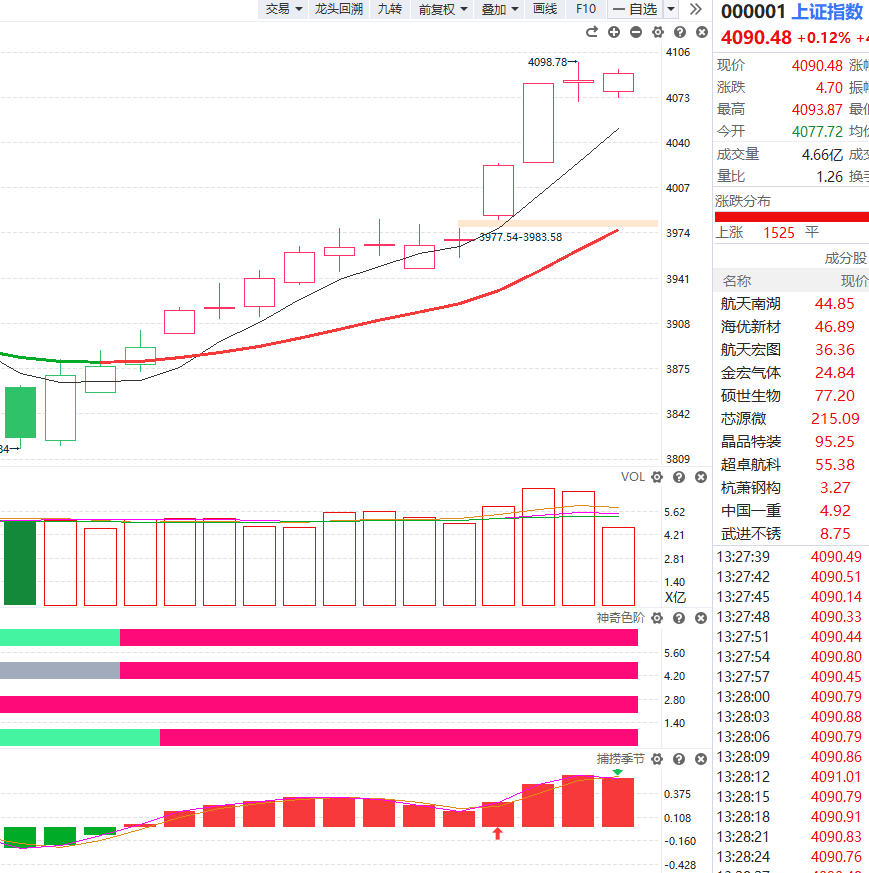 交易 龙头回溯 九转 前复权 叠加 画线 F10 一 自选
000001 上证指数
4090.48 +0.12% +4
现价 4090.48 涨幅
涨跌 4.70 振幅
最高 4093.87 最低
今开 4077.72 均价
成交量 4.66亿 成交
量比 1.26 换手
涨跌分布
上涨 1525 平
成分股
名称 现价
航天南湖 44.85
海优新材 46.89
航天宏图 36.36
金宏气体 24.84
硕世生物 77.20
芯源微 215.09
晶品特装 95.25
超卓航科 55.38
杭萧钢构 3.27
中国一重 4.92
武进不锈 8.75
13:27:39 4090.49
13:27:42 4090.51
13:27:45 4090.14
13:27:48 4090.33
13:27:51 4090.44
13:27:54 4090.80
13:27:57 4090.45
13:28:00 4090.79
13:28:03 4090.88
13:28:06 4090.79
13:28:09 4090.86
13:28:12 4091.01
13:28:15 4090.79
13:28:18 4090.91
13:28:21 4090.83
13:28:24 4090.76
4098.78
3977.54-3983.58
34
4106
4073
4040
4007
3974
3941
3908
3875
3842
3809
VOL
5.62
4.21
2.81
1.40
X亿
神奇色阶
5.60
4.20
2.80
1.40
捕捞季节
0.375
0.108
-0.160
-0.428